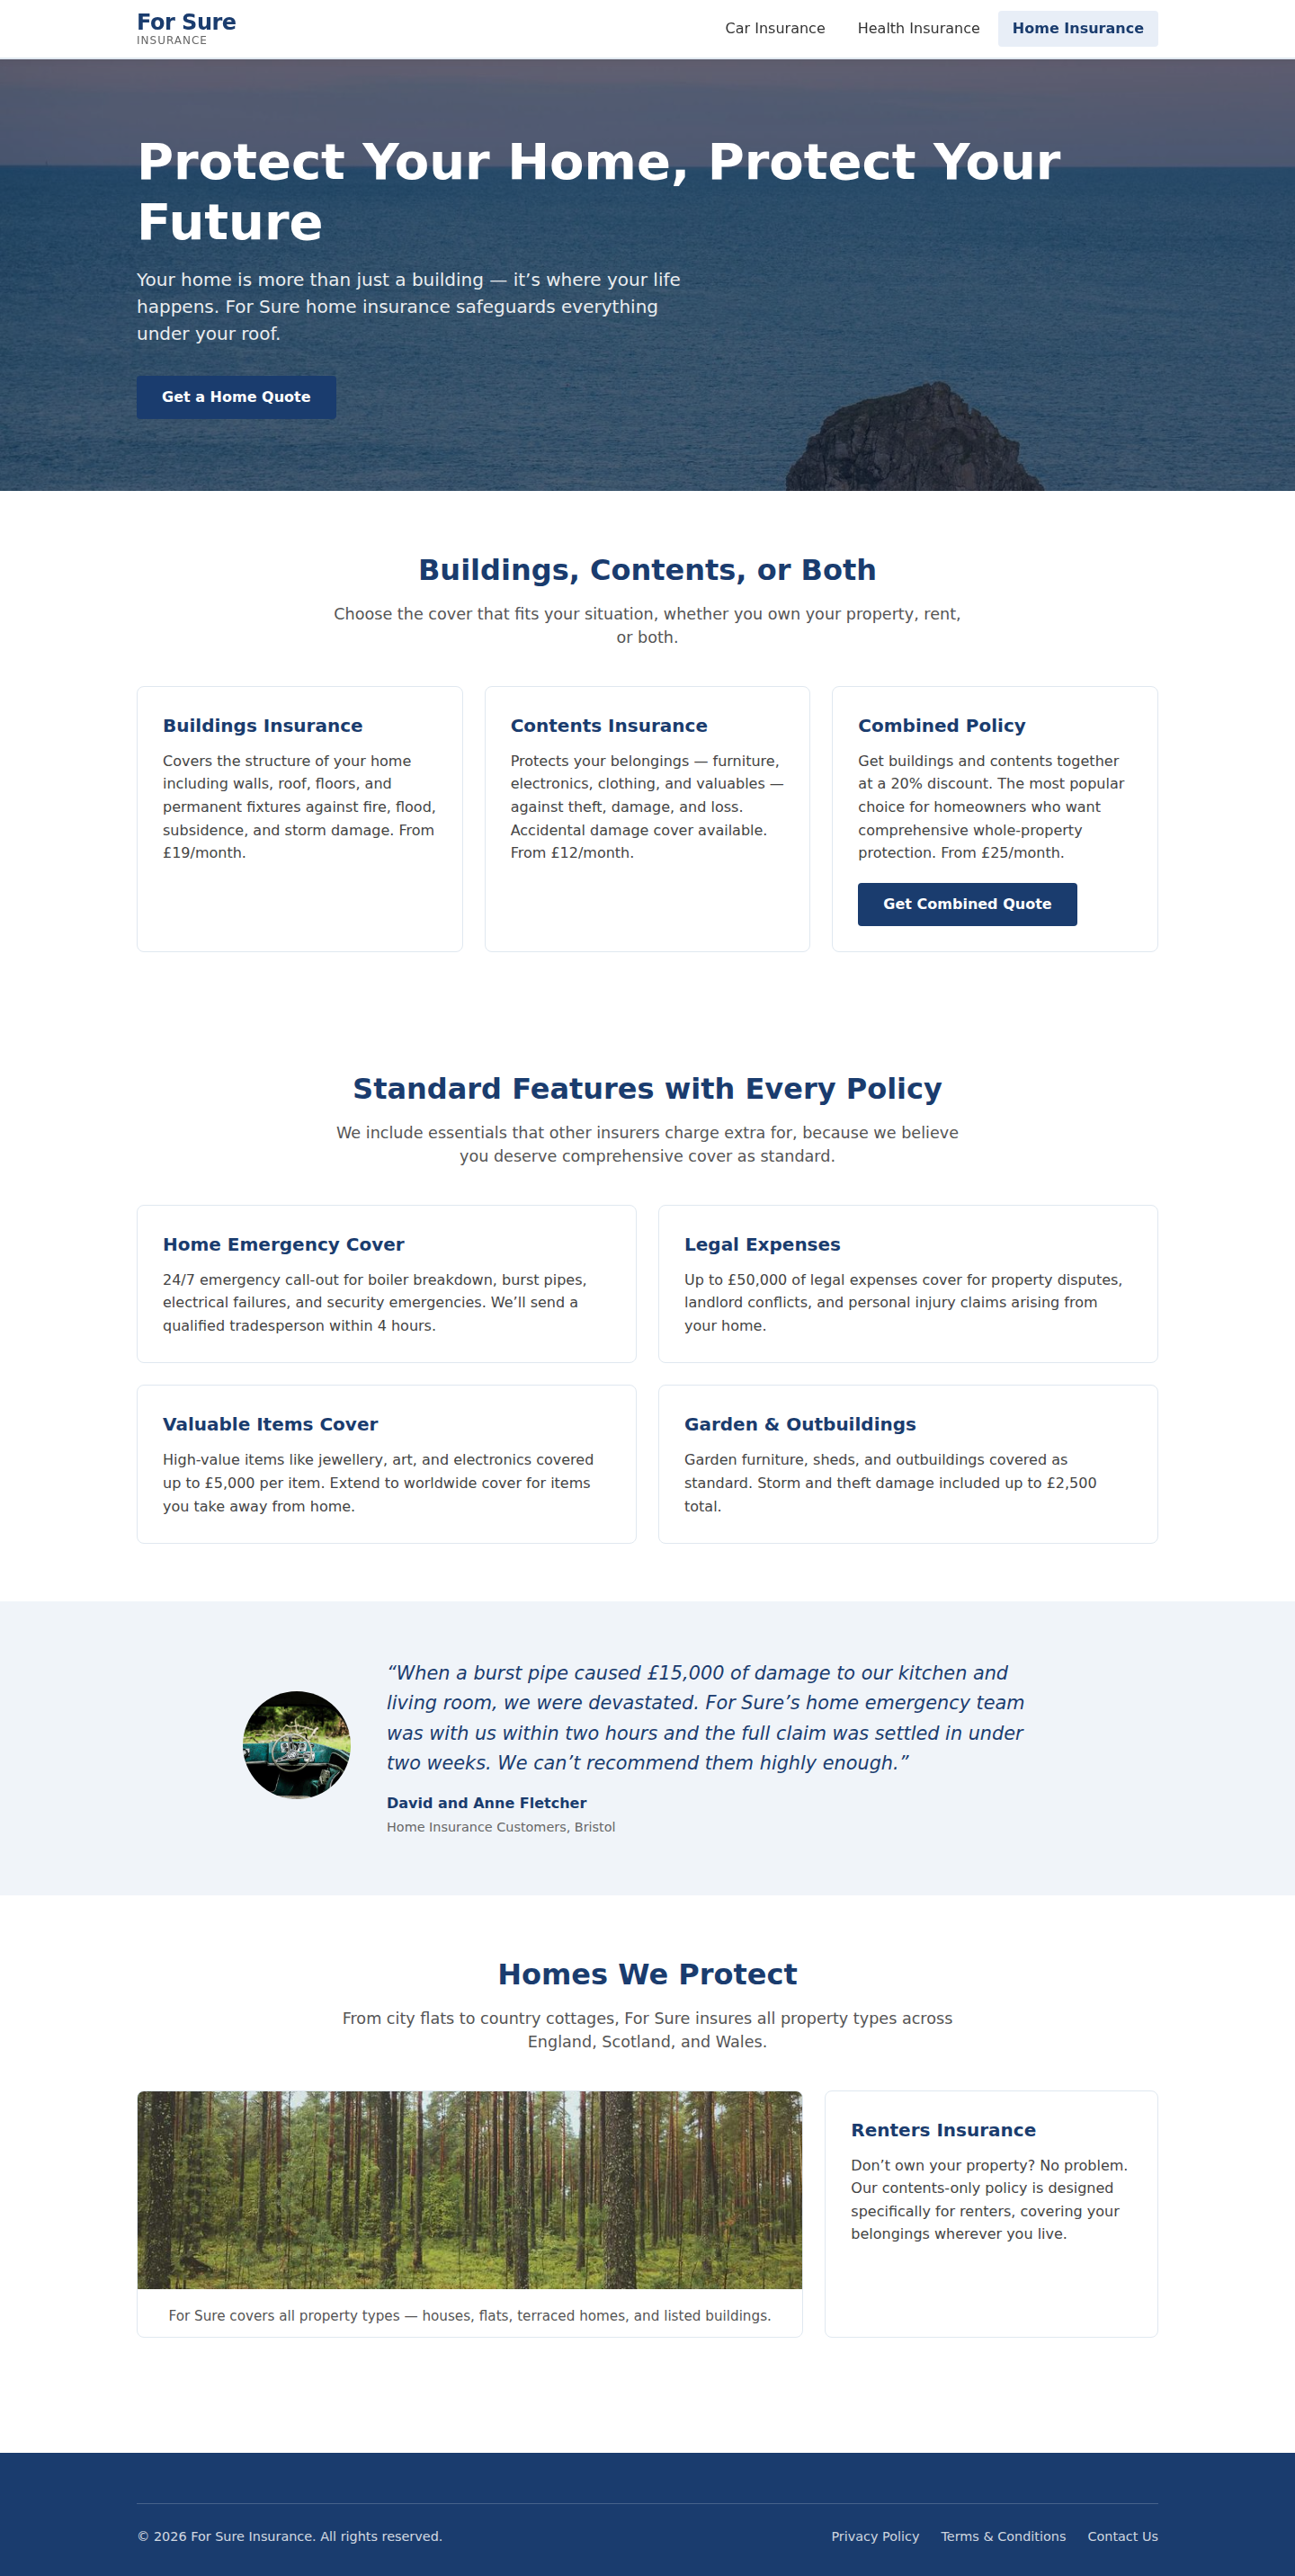 For Sure
INSURANCE
Car Insurance
Health Insurance
Home Insurance
Protect Your Home, Protect Your
Future
Your home is more than just a building — it’s where your life
happens. For Sure home insurance safeguards everything
under your roof.
Get a Home Quote
Buildings, Contents, or Both
Choose the cover that fits your situation, whether you own your property, rent,
or both.
Buildings Insurance
Covers the structure of your home
including walls, roof, floors, and
permanent fixtures against fire, flood,
subsidence, and storm damage. From
£19/month.
Contents Insurance
Protects your belongings — furniture,
electronics, clothing, and valuables —
against theft, damage, and loss.
Accidental damage cover available.
From £12/month.
Combined Policy
Get buildings and contents together
at a 20% discount. The most popular
choice for homeowners who want
comprehensive whole-property
protection. From £25/month.
Get Combined Quote
Standard Features with Every Policy
We include essentials that other insurers charge extra for, because we believe
you deserve comprehensive cover as standard.
Home Emergency Cover
24/7 emergency call-out for boiler breakdown, burst pipes,
electrical failures, and security emergencies. We’ll send a
qualified tradesperson within 4 hours.
Legal Expenses
Up to £50,000 of legal expenses cover for property disputes,
landlord conflicts, and personal injury claims arising from
your home.
Valuable Items Cover
High-value items like jewellery, art, and electronics covered
up to £5,000 per item. Extend to worldwide cover for items
you take away from home.
Garden & Outbuildings
Garden furniture, sheds, and outbuildings covered as
standard. Storm and theft damage included up to £2,500
total.
“When a burst pipe caused £15,000 of damage to our kitchen and
living room, we were devastated. For Sure’s home emergency team
was with us within two hours and the full claim was settled in under
two weeks. We can’t recommend them highly enough.”
David and Anne Fletcher
Home Insurance Customers, Bristol
Homes We Protect
From city flats to country cottages, For Sure insures all property types across
England, Scotland, and Wales.
For Sure covers all property types — houses, flats, terraced homes, and listed buildings.
Renters Insurance
Don’t own your property? No problem.
Our contents-only policy is designed
specifically for renters, covering your
belongings wherever you live.
© 2026 For Sure Insurance. All rights reserved.
Privacy Policy
Terms & Conditions
Contact Us